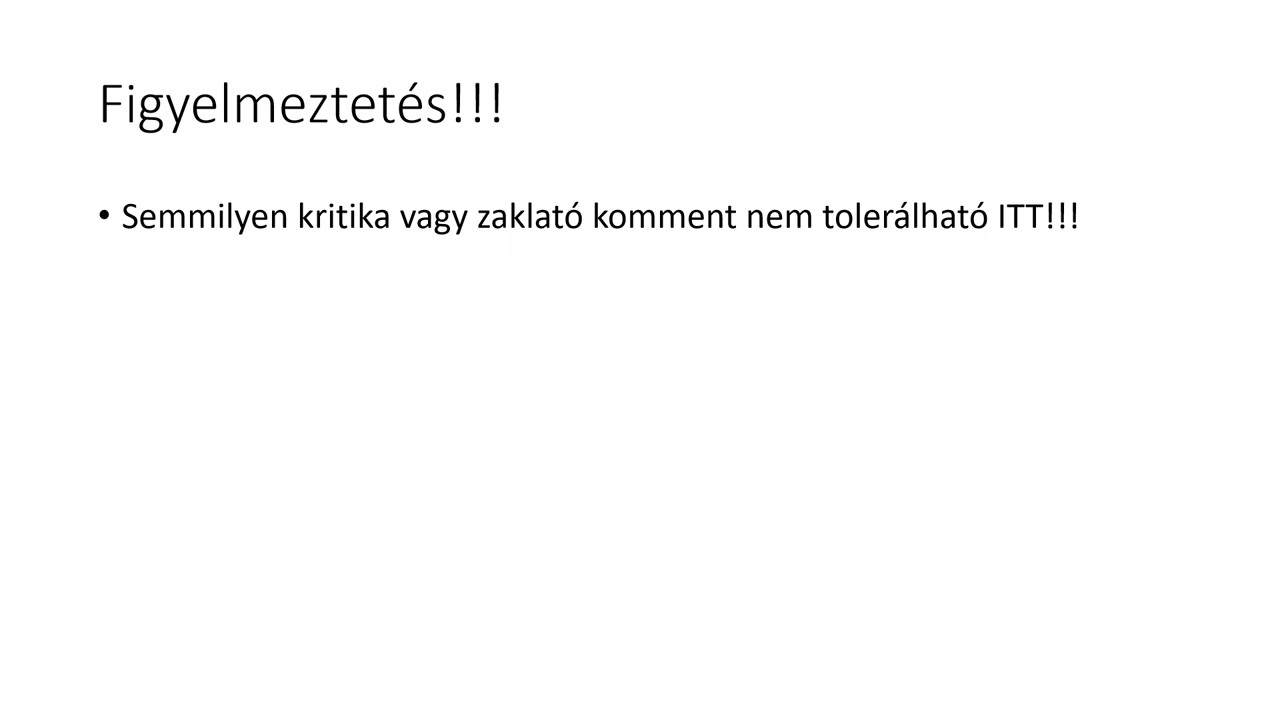 Figyelmeztetés!!!
• Semmilyen kritika vagy zaklató komment nem tolerálható ITT!!!